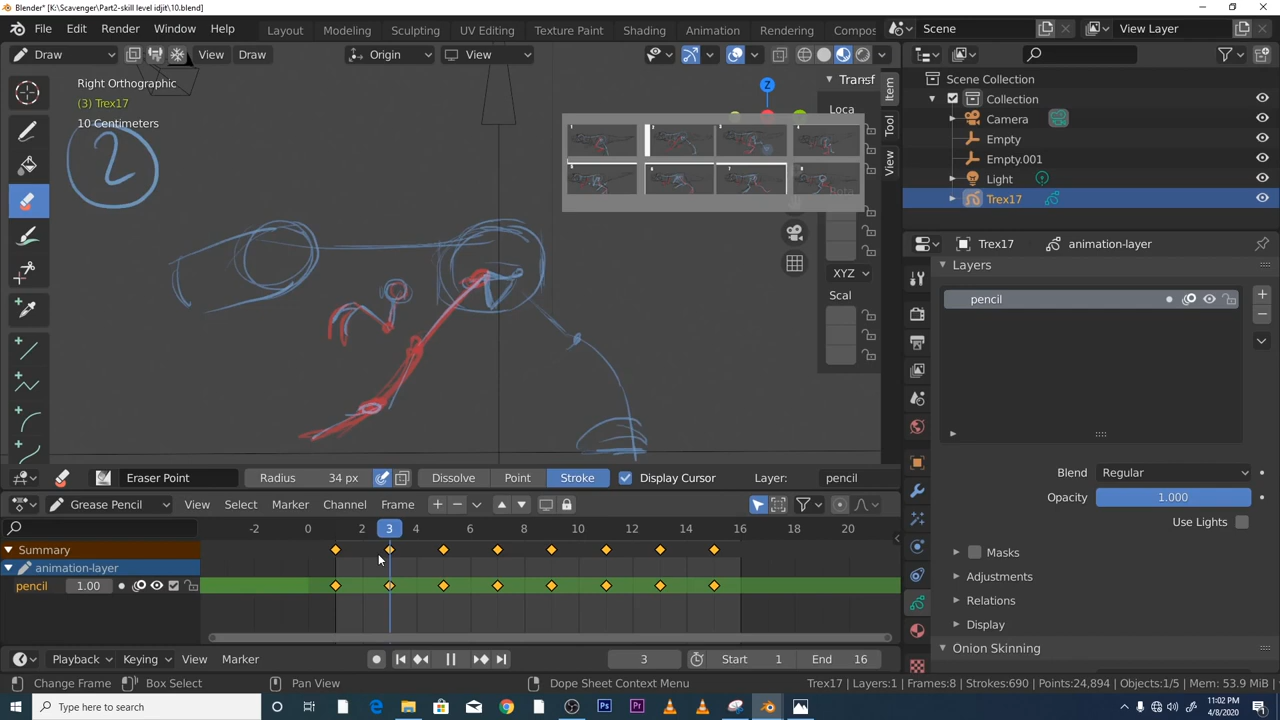 Blender* [K:\Scavenger\Part2-skill level idjit\10.blend]
File Edit Render Window Help Layout Modeling Sculpting UV Editing Texture Paint Shading Animation Rendering Scene View Layer
Draw View Draw Origin View
Right Orthographic
(3) Trex17
10 Centimeters
2
Z
Transf
Loca
XYZ
Scal
Item
Tool
View
Scene Collection
Collection
Camera
Empty
Empty.001
Light
Trex17
Trex17 animation-layer
Layers
pencil
Blend Regular
Opacity 1.000
Use Lights
Masks
Adjustments
Relations
Display
Onion Skinning
Eraser Point Radius 34 px Dissolve Point Stroke Display Cursor Layer: pencil
Grease Pencil View Select Marker Channel Frame
-2 0 2 3 4 6 8 10 12 14 16 18 20
Summary
animation-layer
pencil 1.00
Playback Keying View Marker 3 Start 1 End 16
Change Frame Box Select Pan View Dope Sheet Context Menu Trex17 | Layers:1 | Frames:8 | Strokes:690 | Points:24,894 | Objects:1/5 | Mem: 53.9 MiB
Type here to search
11:02 PM
4/8/2020